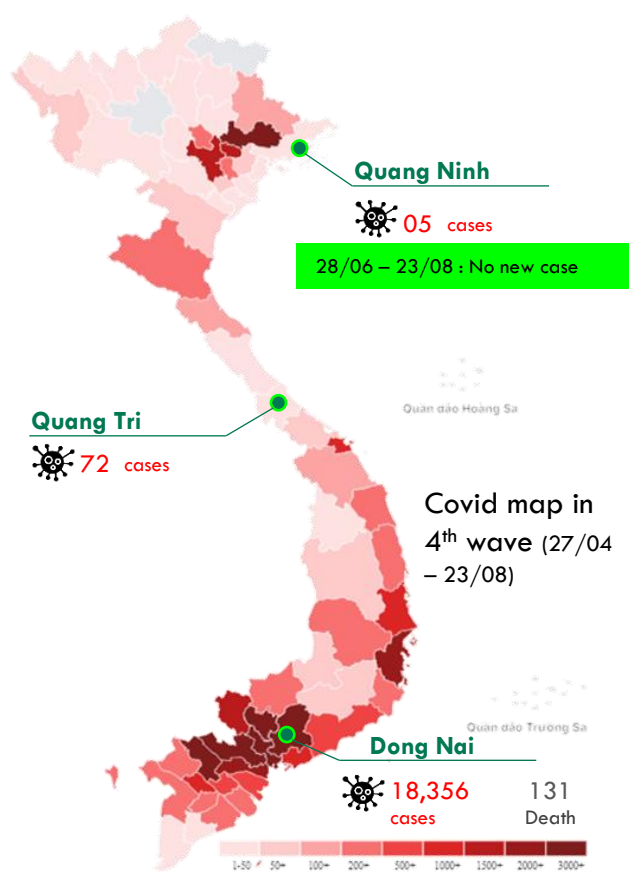 Quang Ninh
05 cases
28/06 – 23/08 : No new case
Quần đảo Hoàng Sa
Quang Tri
72 cases
Covid map in
4th wave (27/04
– 23/08)
Quần đảo Trường Sa
Dong Nai
18,356 131
cases Death
1-50 50+ 100+ 200+ 500+ 1000+ 1500+ 2000+ 3000+